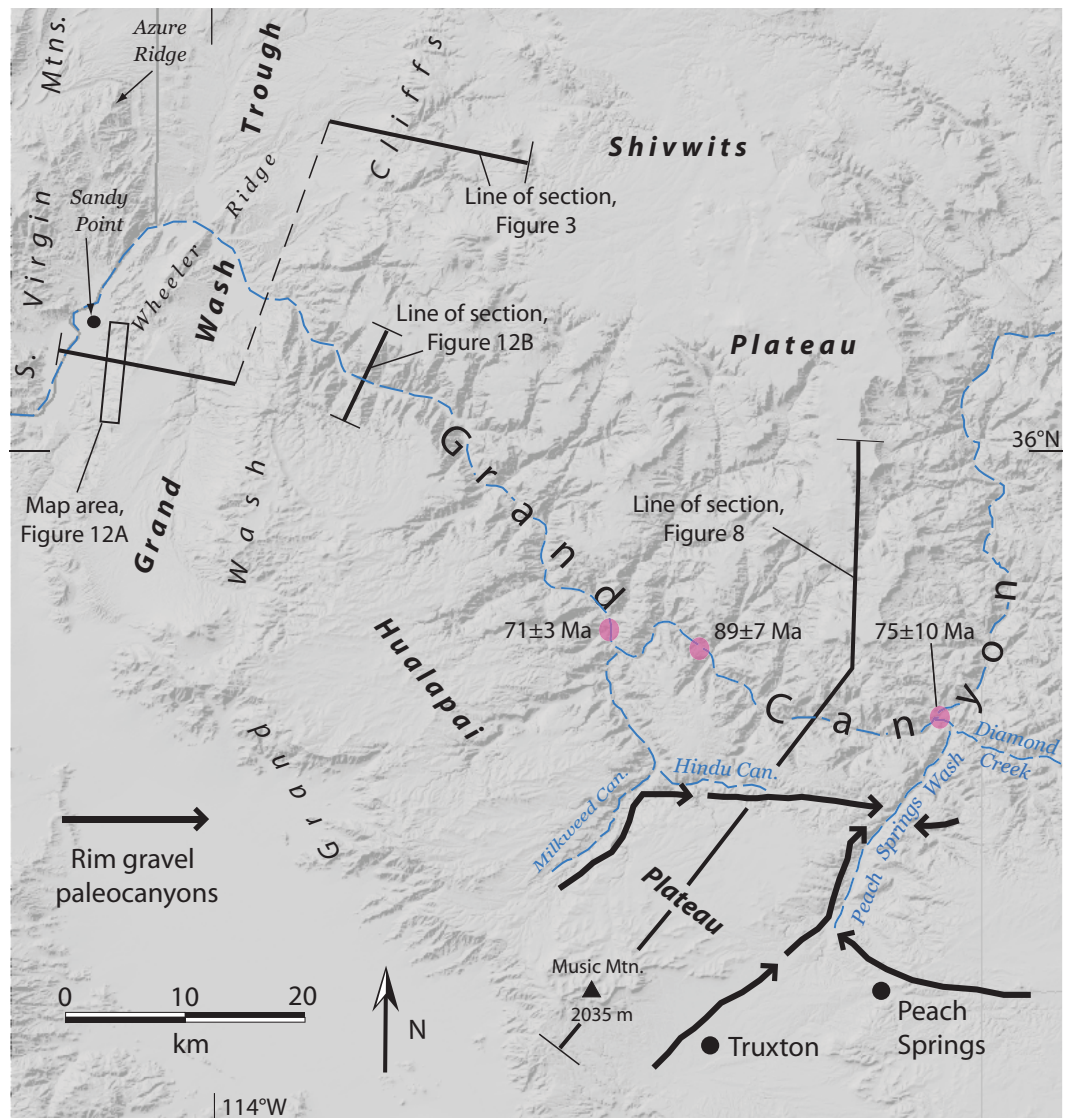 Azure
Ridge
Mtns.
Trough
Cliffs
Shivwits
Line of section,
Figure 3
Sandy
Point
Ridge
Wheeler
Wash
Virgin
S.
Line of section,
Figure 12B
Plateau
Grand
36°N
Map area,
Figure 12A
Grand
Wash
Line of section,
Figure 8
71±3 Ma
89±7 Ma
75±10 Ma
Hualapai
Canyon
Diamond
Creek
Grand
Hindu Can.
Milkweed Can.
Peach Springs Wash
Rim gravel
paleocanyons
Plateau
Music Mtn.
2035 m
0 10 20
km
N
Peach
Springs
Truxton
114°W